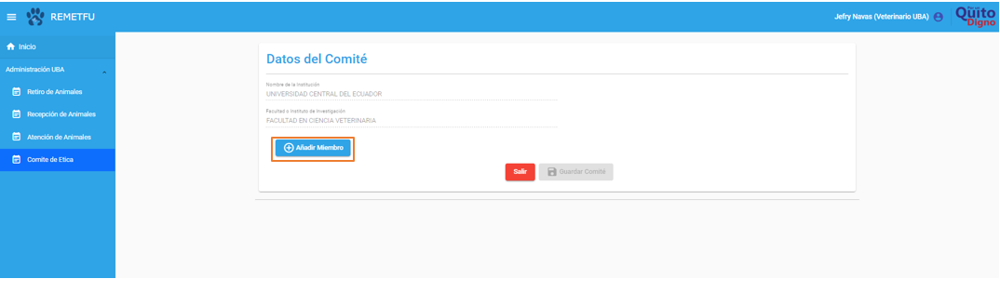 REMETFU
Jefry Navas (Veterinario UBA)
Por un
Quito
Digno
Inicio
Administración UBA
Retiro de Animales
Recepción de Animales
Atención de Animales
Comite de Etica
Datos del Comité
Nombre de la Institución
UNIVERSIDAD CENTRAL DEL ECUADOR
Facultad o Instituto de Investigación
FACULTAD EN CIENCIA VETERINARIA
Añadir Miembro
Salir
Guardar Comité